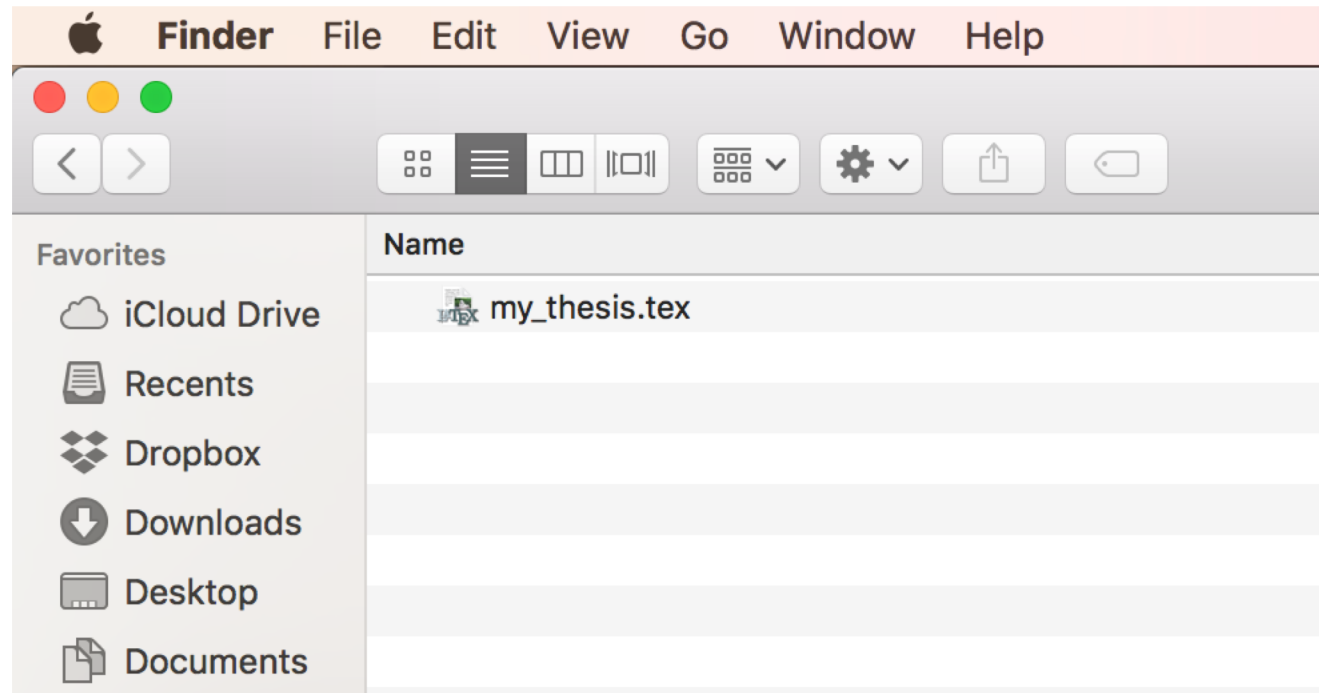 Finder File Edit View Go Window Help
Favorites
Name
iCloud Drive
my_thesis.tex
Recents
Dropbox
Downloads
Desktop
Documents